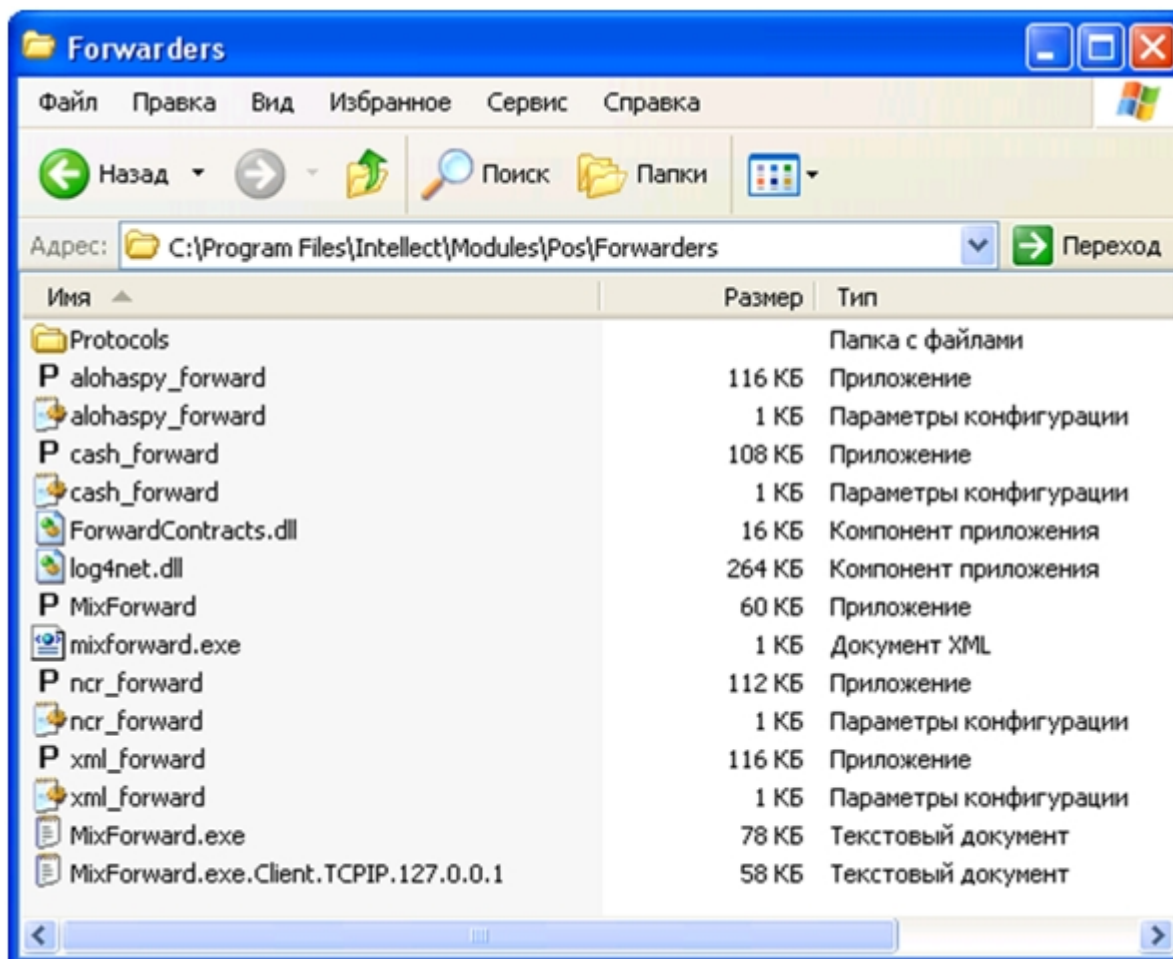 Forwarders
Файл Правка Вид Избранное Сервис Справка
Назад Поиск Папки
Адрес: C:\Program Files\Intellect\Modules\Pos\Forwarders Переход
Имя Размер Тип
Protocols Папка с файлами
P alohaspy_forward 116 КБ Приложение
alohaspy_forward 1 КБ Параметры конфигурации
P cash_forward 108 КБ Приложение
cash_forward 1 КБ Параметры конфигурации
ForwardContracts.dll 16 КБ Компонент приложения
log4net.dll 264 КБ Компонент приложения
P MixForward 60 КБ Приложение
mixforward.exe 1 КБ Документ XML
P ncr_forward 112 КБ Приложение
ncr_forward 1 КБ Параметры конфигурации
P xml_forward 116 КБ Приложение
xml_forward 1 КБ Параметры конфигурации
MixForward.exe 78 КБ Текстовый документ
MixForward.exe.Client.TCPIP.127.0.0.1 58 КБ Текстовый документ